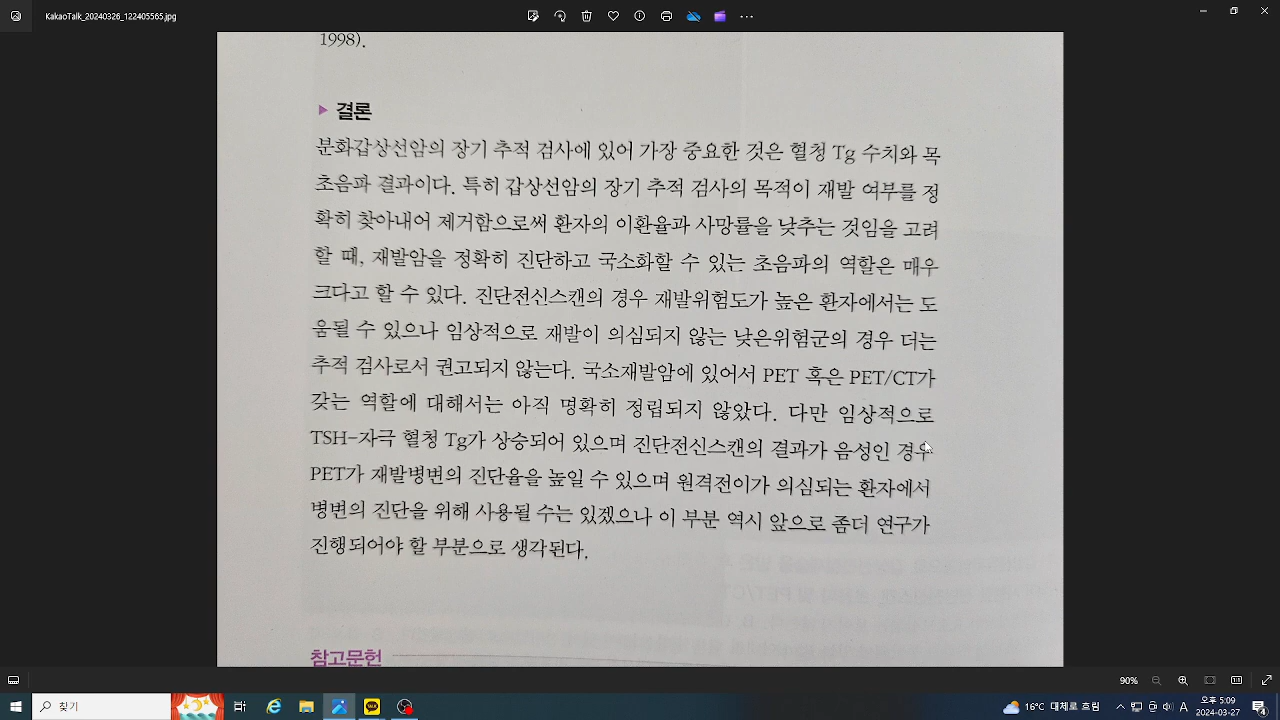 KakaoTalk_20240326_122405565.jpg
1998).
▶ 결론
분화갑상선암의 장기 추적 검사에 있어 가장 중요한 것은 혈청 Tg 수치와 목
초음파 결과이다. 특히 갑상선암의 장기 추적 검사의 목적이 재발 여부를 정
확히 찾아내어 제거함으로써 환자의 이환율과 사망률을 낮추는 것임을 고려
할 때, 재발암을 정확히 진단하고 국소화할 수 있는 초음파의 역할은 매우
크다고 할 수 있다. 진단전신스캔의 경우 재발위험도가 높은 환자에서는 도
움될 수 있으나 임상적으로 재발이 의심되지 않는 낮은위험군의 경우 더는
추적 검사로서 권고되지 않는다. 국소재발암에 있어서 PET 혹은 PET/CT가
갖는 역할에 대해서는 아직 명확히 정립되지 않았다. 다만 임상적으로
TSH-자극 혈청 Tg가 상승되어 있으며 진단전신스캔의 결과가 음성인 경우
PET가 재발병변의 진단율을 높일 수 있으며 원격전이가 의심되는 환자에서
병변의 진단을 위해 사용될 수는 있겠으나 이 부분 역시 앞으로 좀더 연구가
진행되어야 할 부분으로 생각된다.
참고문헌
90%
찾기
16°C 대체로 흐림
A
오후 5:09